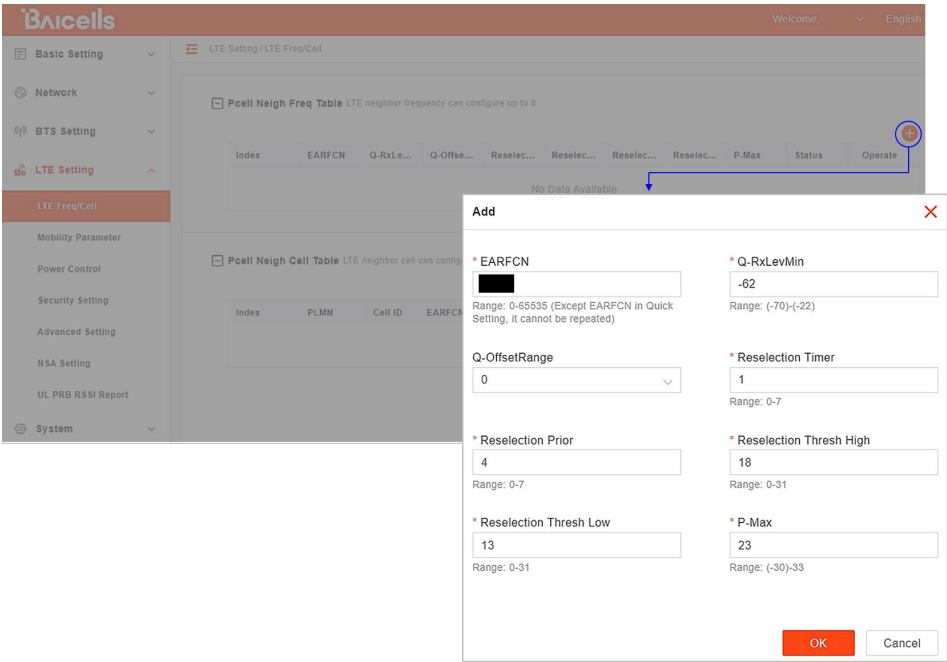 BAICELLS
Welcome,
English
Basic Setting
LTE Setting / LTE Freq/Cell
Network
Pcell Neigh Freq Table LTE neighbor frequency can configure up to 8
BTS Setting
Index EARFCN Q-RxLe... Q-Offse... Reselec... Reselec... Reselec... Reselec... P-Max Status Operate
LTE Setting
No Data Available
LTE Freq/Cell
Mobility Parameter
Pcell Neigh Cell Table LTE neighbor cell can config
Power Control
Security Setting
Index PLMN Cell ID EARFCN
Advanced Setting
NSA Setting
UL PRB RSSI Report
System
Add
* EARFCN
Range: 0-65535 (Except EARFCN in Quick
Setting, it cannot be repeated)
* Q-RxLevMin
-62
Range: (-70)-(-22)
Q-OffsetRange
0
* Reselection Timer
1
Range: 0-7
* Reselection Prior
4
Range: 0-7
* Reselection Thresh High
18
Range: 0-31
* Reselection Thresh Low
13
Range: 0-31
* P-Max
23
Range: (-30)-33
OK
Cancel